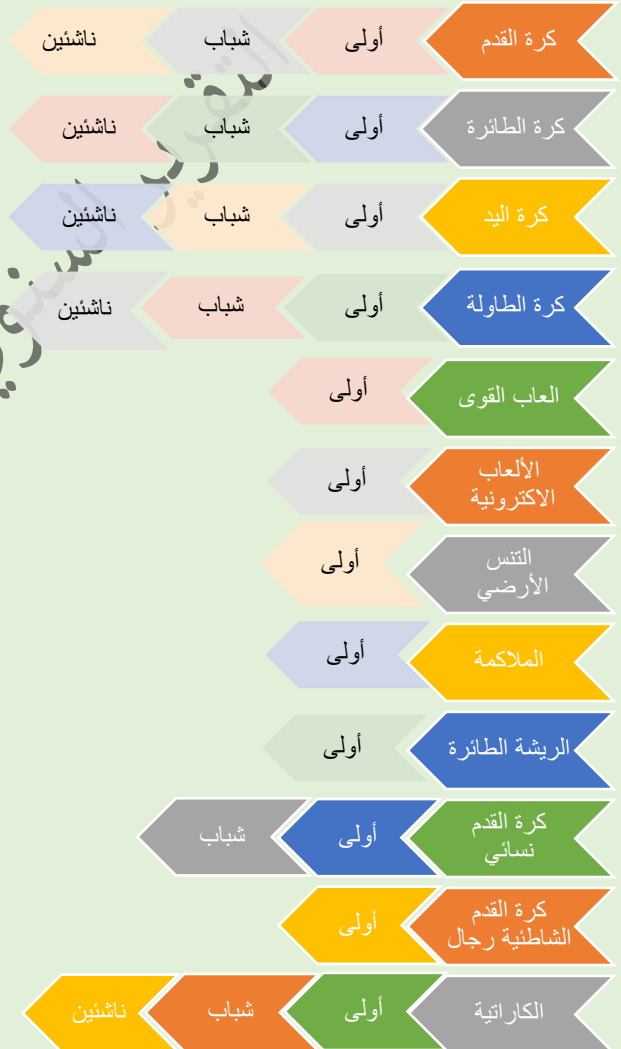 كرة القدم أولى شباب ناشئين
كرة الطائرة أولى شباب ناشئين
كرة اليد أولى شباب ناشئين
كرة الطاولة أولى شباب ناشئين
العاب القوى أولى
الألعاب
الاكترونية
أولى
التنس
الأرضي
أولى
الملاكمة أولى
الريشة الطائرة أولى
كرة القدم
نسائي
أولى شباب
كرة القدم
الشاطئية رجال
أولى
الكاراتية أولى شباب ناشئين